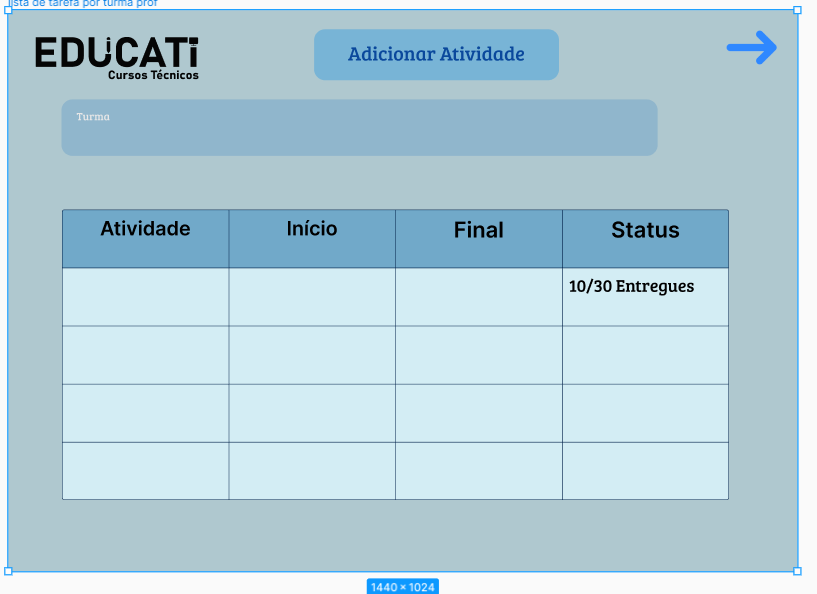 lista de tarefa por turma prof
EDUCATI
Cursos Técnicos
Adicionar Atividade
Turma
Atividade Início Final Status
10/30 Entregues
1440 × 1024